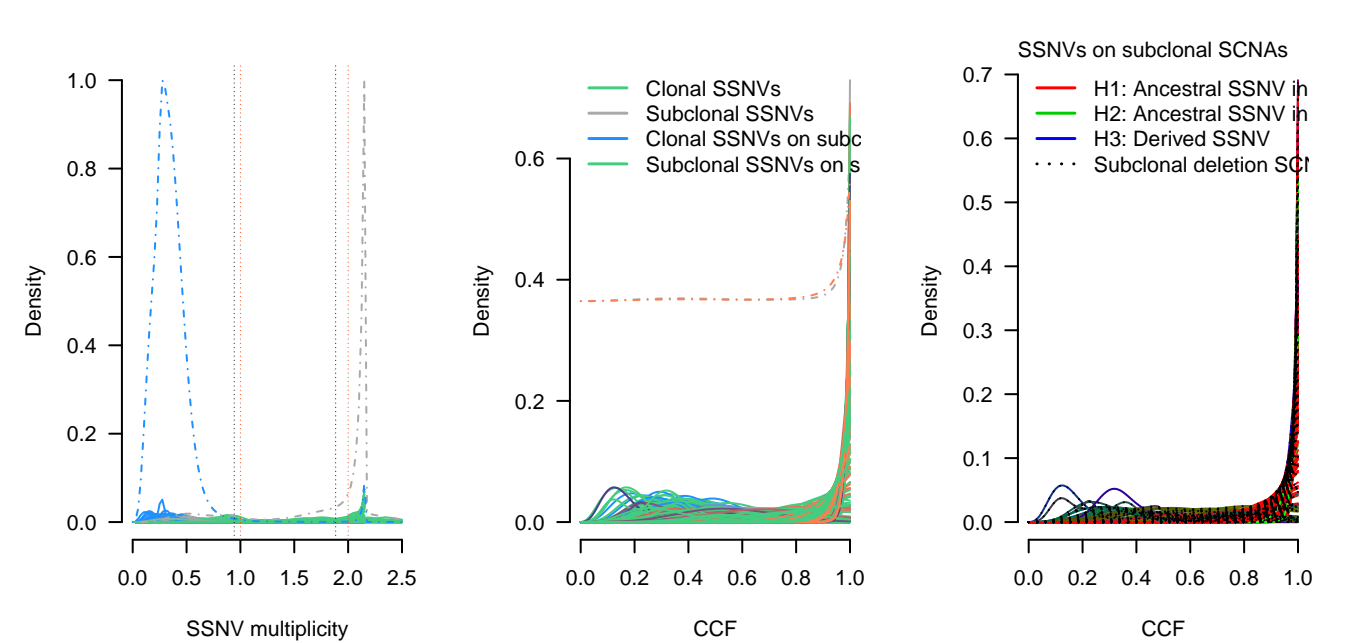 SSNVs on subclonal SCNAs
Density
1.0
0.8
0.6
0.4
0.2
0.0
0.0 0.5 1.0 1.5 2.0 2.5
SSNV multiplicity
Clonal SSNVs
Subclonal SSNVs
Clonal SSNVs on subc
Subclonal SSNVs on s
Density
0.6
0.4
0.2
0.0
0.0 0.2 0.4 0.6 0.8 1.0
CCF
H1: Ancestral SSNV in
H2: Ancestral SSNV in
H3: Derived SSNV
Subclonal deletion SCN
Density
0.7
0.6
0.5
0.4
0.3
0.2
0.1
0.0
0.0 0.2 0.4 0.6 0.8 1.0
CCF